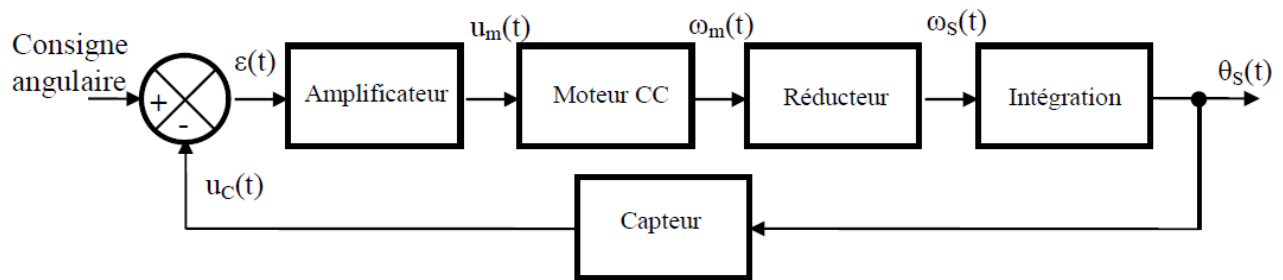 Consigne
angulaire
+
-
ε(t)
Amplificateur
u_m(t)
Moteur CC
ω_m(t)
Réducteur
ω_S(t)
Intégration
θ_S(t)
u_C(t)
Capteur